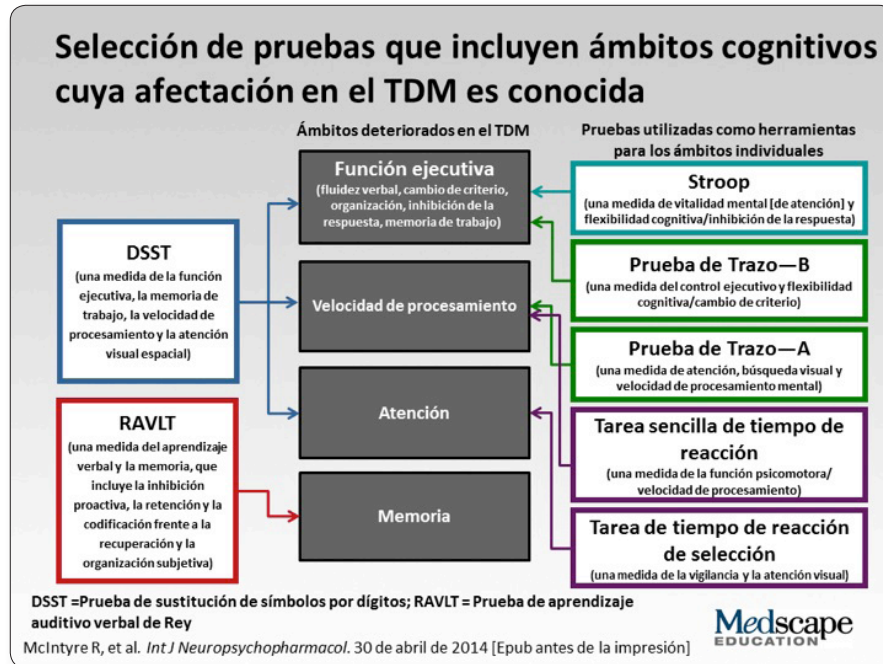 Selección de pruebas que incluyen ámbitos cognitivos
cuya afectación en el TDM es conocida
Ámbitos deteriorados en el TDM
Pruebas utilizadas como herramientas
para los ámbitos individuales
DSST
(una medida de la función
ejecutiva, la memoria de
trabajo, la velocidad de
procesamiento y la atención
visual espacial)
RAVLT
(una medida del aprendizaje
verbal y la memoria, que
incluye la inhibición
proactiva, la retención y la
codificación frente a la
recuperación y la
organización subjetiva)
Función ejecutiva
(fluidez verbal, cambio de criterio,
organización, inhibición de la
respuesta, memoria de trabajo)
Velocidad de procesamiento
Atención
Memoria
Stroop
(una medida de vitalidad mental [de atención] y
flexibilidad cognitiva/inhibición de la respuesta)
Prueba de Trazo—B
(una medida del control ejecutivo y flexibilidad
cognitiva/cambio de criterio)
Prueba de Trazo—A
(una medida de atención, búsqueda visual y
velocidad de procesamiento mental)
Tarea sencilla de tiempo de
reacción
(una medida de la función psicomotora/
velocidad de procesamiento)
Tarea de tiempo de reacción
de selección
(una medida de la vigilancia y la atención visual)
DSST =Prueba de sustitución de símbolos por dígitos; RAVLT = Prueba de aprendizaje
auditivo verbal de Rey
McIntyre R, et al. Int J Neuropsychopharmacol. 30 de abril de 2014 [Epub antes de la impresión]
Medscape
EDUCATION